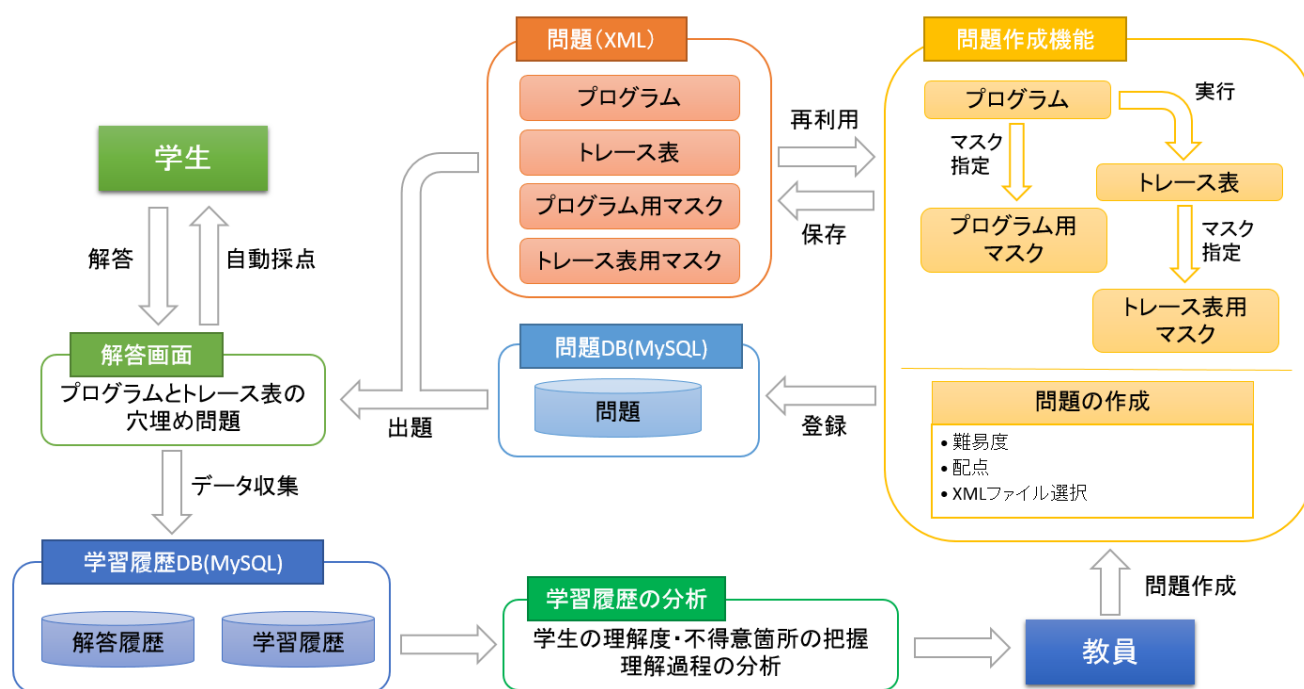 問題(XML)
プログラム
トレース表
プログラム用マスク
トレース表用マスク
再利用
保存
問題作成機能
プログラム
実行
マスク
指定
トレース表
プログラム用
マスク
マスク
指定
トレース表用
マスク
問題の作成
• 難易度
• 配点
• XMLファイル選択
学生
解答
自動採点
解答画面
プログラムとトレース表の
穴埋め問題
出題
問題DB(MySQL)
問題
登録
データ収集
学習履歴DB(MySQL)
解答履歴
学習履歴
学習履歴の分析
学生の理解度・不得意箇所の把握
理解過程の分析
問題作成
教員